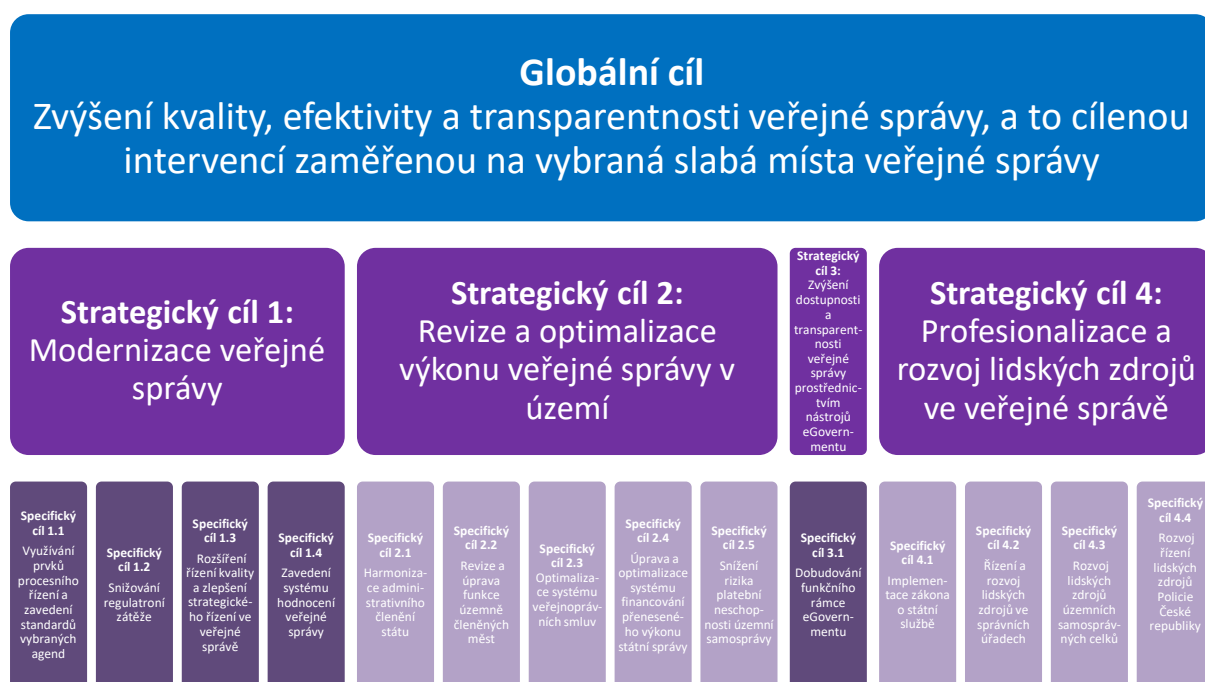 Globální cíl
Zvýšení kvality, efektivity a transparentnosti veřejné správy, a to cílenou
intervencí zaměřenou na vybraná slabá místa veřejné správy
Strategický cíl 1:
Modernizace veřejné
správy
Strategický cíl 2:
Revize a optimalizace
výkonu veřejné správy v
území
Strategický
cíl 3:
Zvýšení
dostupnosti
a
transparent-
nosti
veřejné
správy
prostřednic-
tvím
nástrojů
eGovern-
mentu
Strategický cíl 4:
Profesionalizace a
rozvoj lidských zdrojů
ve veřejné správě
Specifický
cíl 1.1
Využívání
prvků
procesního
řízení a
zavedení
standardů
vybraných
agend
Specifický
cíl 1.2
Snižování
regulatroní
zátěže
Specifický
cíl 1.3
Rozšíření
řízení kvality
a zlepšení
strategické-
ho řízení ve
veřejné
správě
Specifický
cíl 1.4
Zavedení
systému
hodnocení
veřejné
správy
Specifický
cíl 2.1
Harmoniza-
ce admini-
strativního
členění
státu
Specifický
cíl 2.2
Revize a
úprava
funkce
územně
členěných
měst
Specifický
cíl 2.3
Optimaliza-
ce systému
veřejnopráv-
ních smluv
Specifický
cíl 2.4
Úprava a
optimalizace
systému
financování
přenesené-
ho výkonu
státní správy
Specifický
cíl 2.5
Snížení
rizika
platební
neschop-
nosti územní
samosprávy
Specifický
cíl 3.1
Dobudování
funkčního
rámce
eGovern-
mentu
Specifický
cíl 4.1
Implemen-
tace zákona
o státní
službě
Specifický
cíl 4.2
Řízení a
rozvoj
lidských
zdrojů ve
správních
úřadech
Specifický
cíl 4.3
Rozvoj
lidských
zdrojů
územních
samospráv-
ných celků
Specifický
cíl 4.4
Rozvoj
řízení
lidských
zdrojů
Policie
České
republiky